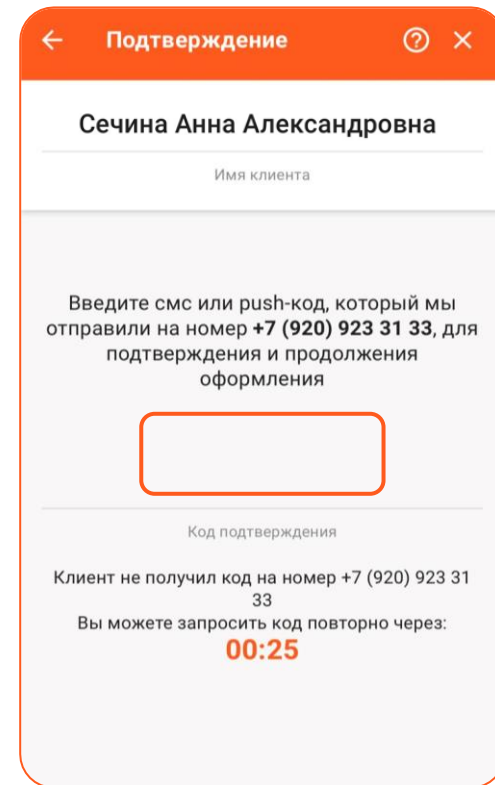 Подтверждение
Сечина Анна Александровна
Имя клиента
Введите смс или push-код, который мы
отправили на номер +7 (920) 923 31 33, для
подтверждения и продолжения
оформления
Код подтверждения
Клиент не получил код на номер +7 (920) 923 31
33
Вы можете запросить код повторно через:
00:25